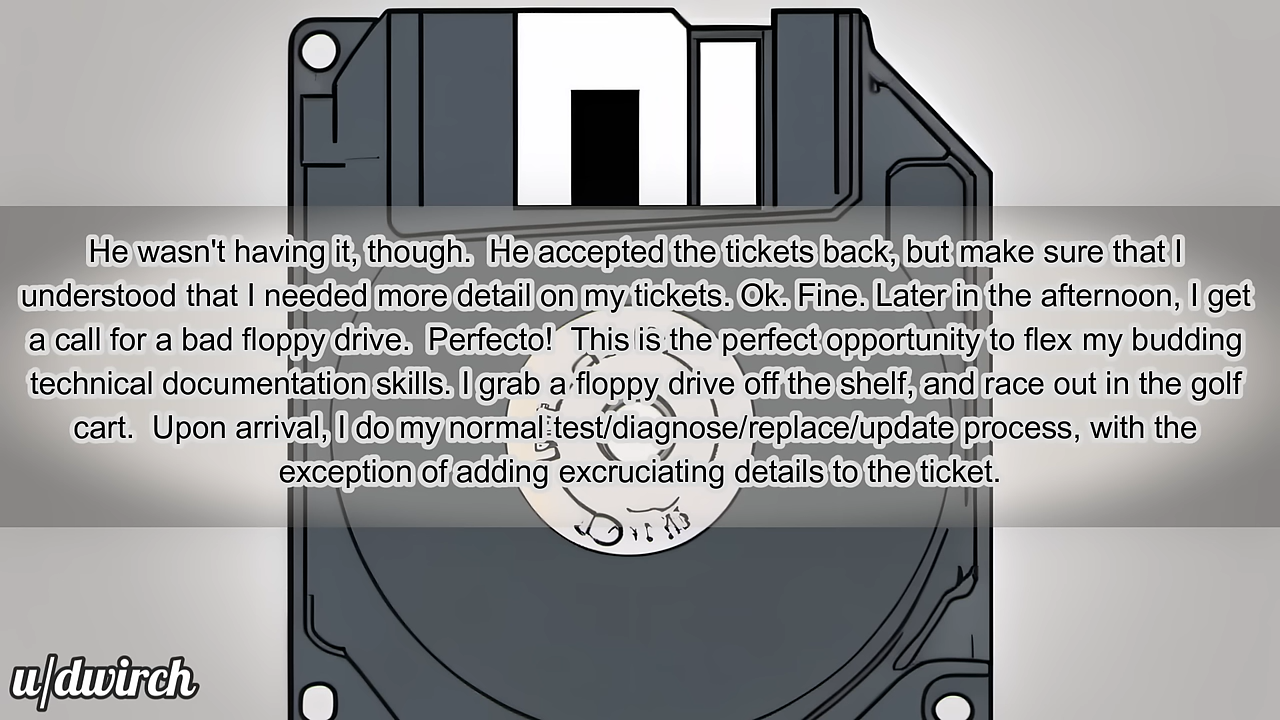 He wasn't having it, though.  He accepted the tickets back, but make sure that I
understood that I needed more detail on my tickets. Ok. Fine. Later in the afternoon, I get
a call for a bad floppy drive.  Perfecto!  This is the perfect opportunity to flex my budding
technical documentation skills. I grab a floppy drive off the shelf, and race out in the golf
cart.  Upon arrival, I do my normal test/diagnose/replace/update process, with the
exception of adding excruciating details to the ticket.
u/dwirch